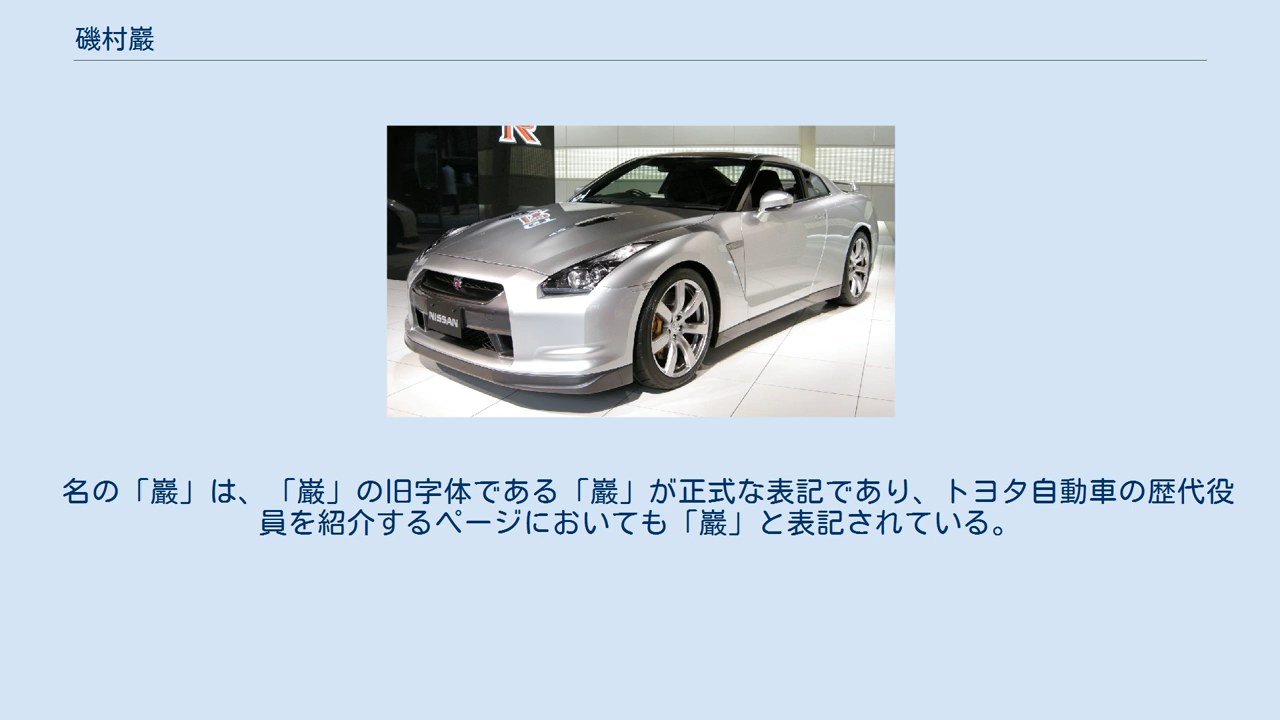 磯村巖
R
NISSAN
名の「巖」は、「巌」の旧字体である「巖」が正式な表記であり、トヨタ自動車の歴代役
員を紹介するページにおいても「巖」と表記されている。